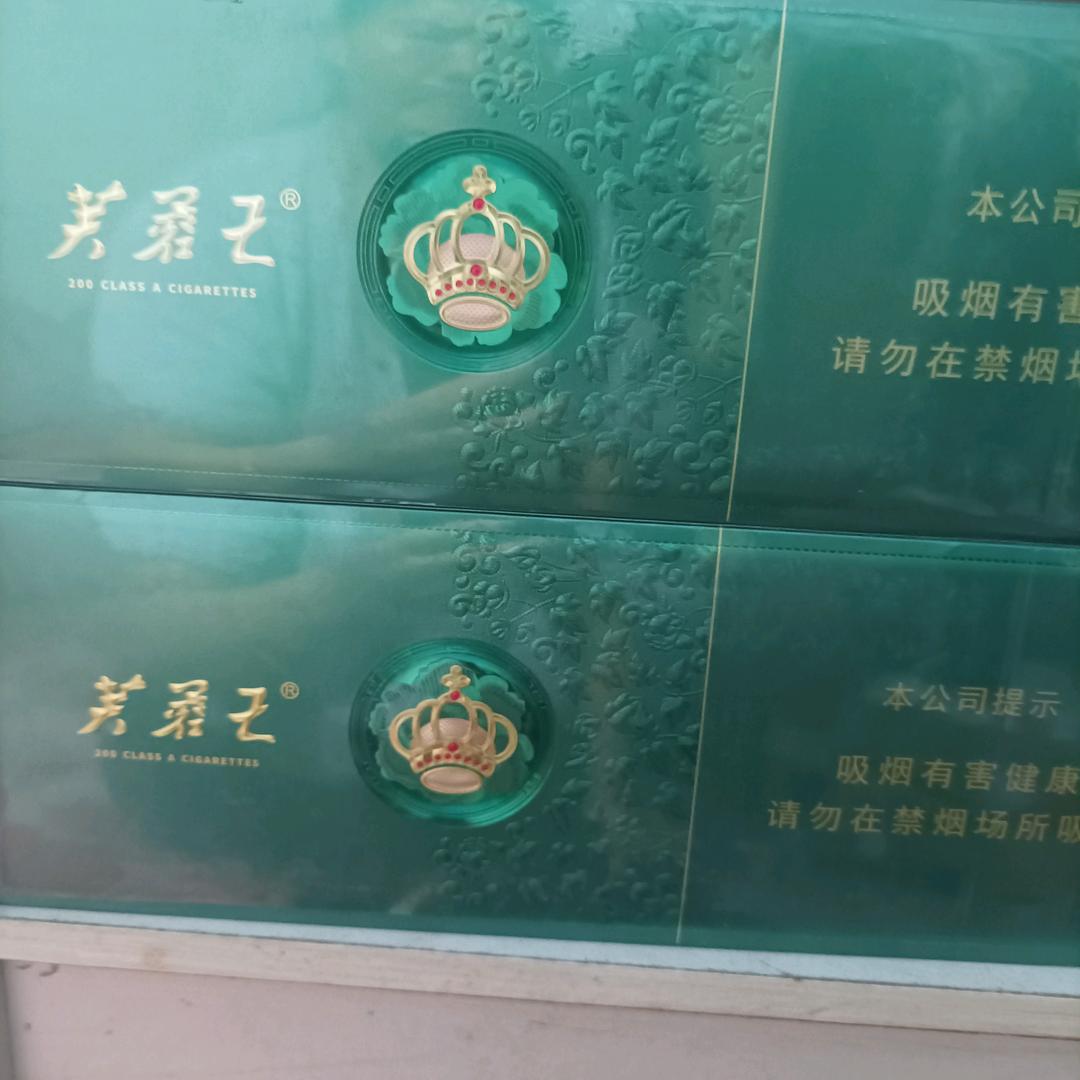 芙蓉王®
200 CLASS A CIGARETTES
本公司
吸烟有害
请勿在禁烟场
芙蓉王®
200 CLASS A CIGARETTES
本公司提示
吸烟有害健康
请勿在禁烟场所吸